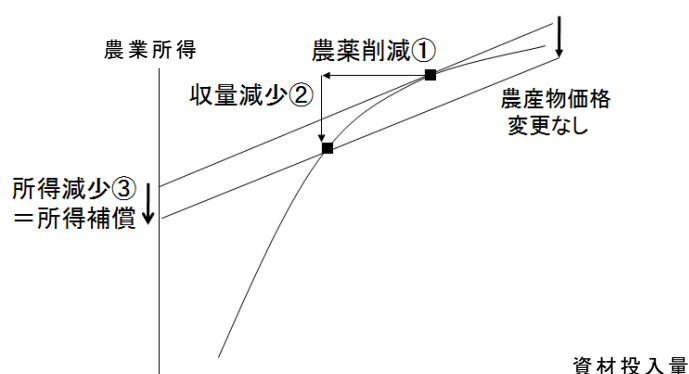 農業所得
農薬削減①
収量減少②
農産物価格
変更なし
所得減少③
＝所得補償
資材投入量